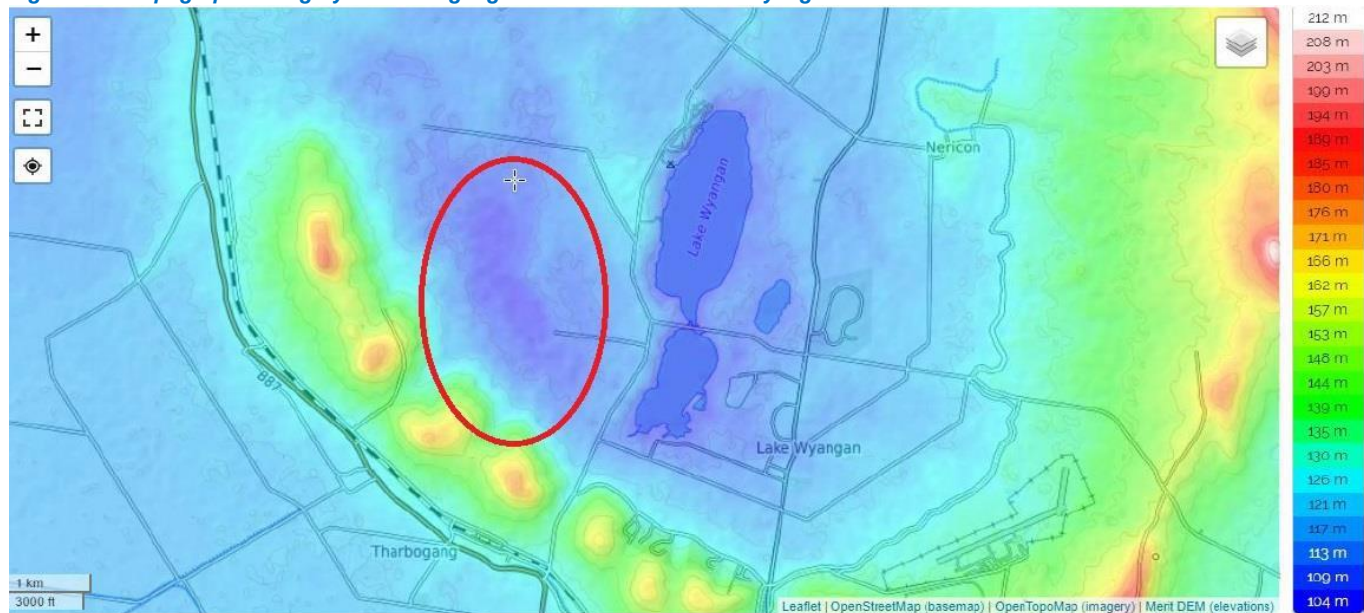 +
−
Lake Wyangan
Nericon
B87
Lake Wyangan
Tharbogang
1 km
3000 ft
Leaflet | OpenStreetMap (basemap) | OpenTopoMap (imagery) | Merit DEM (elevations)
212 m
208 m
203 m
199 m
194 m
189 m
185 m
180 m
176 m
171 m
166 m
162 m
157 m
153 m
148 m
144 m
139 m
135 m
130 m
126 m
121 m
117 m
113 m
109 m
104 m